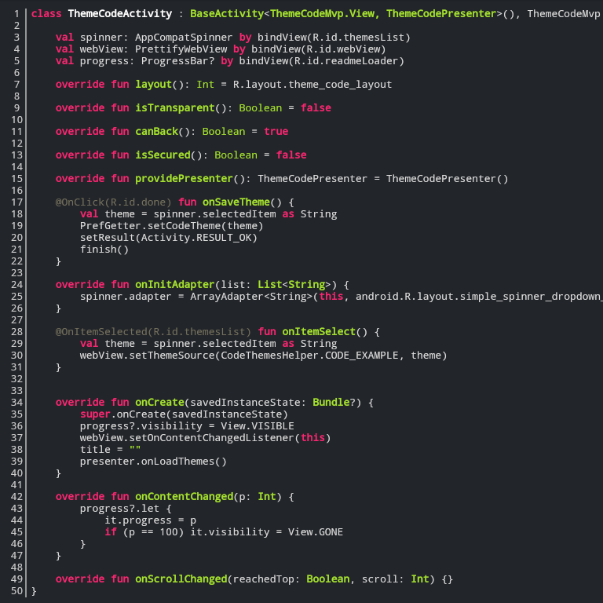 1 class ThemeCodeActivity : BaseActivity<ThemeCodeMvp.View, ThemeCodePresenter>(), ThemeCodeMvp
2
3     val spinner: AppCompatSpinner by bindView(R.id.themesList)
4     val webView: PrettifyWebView by bindView(R.id.webView)
5     val progress: ProgressBar? by bindView(R.id.readmeLoader)
6
7     override fun layout(): Int = R.layout.theme_code_layout
8
9     override fun isTransparent(): Boolean = false
10
11     override fun canBack(): Boolean = true
12
13     override fun isSecured(): Boolean = false
14
15     override fun providePresenter(): ThemeCodePresenter = ThemeCodePresenter()
16
17     @OnClick(R.id.done) fun onSaveTheme() {
18         val theme = spinner.selectedItem as String
19         PrefGetter.setCodeTheme(theme)
20         setResult(Activity.RESULT_OK)
21         finish()
22     }
23
24     override fun onInitAdapter(list: List<String>) {
25         spinner.adapter = ArrayAdapter<String>(this, android.R.layout.simple_spinner_dropdown_
26     }
27
28     @OnItemSelected(R.id.themesList) fun onItemSelect() {
29         val theme = spinner.selectedItem as String
30         webView.setThemeSource(CodeThemesHelper.CODE_EXAMPLE, theme)
31     }
32
33
34     override fun onCreate(savedInstanceState: Bundle?) {
35         super.onCreate(savedInstanceState)
36         progress?.visibility = View.VISIBLE
37         webView.setOnContentChangedListener(this)
38         title = ""
39         presenter.onLoadThemes()
40     }
41
42     override fun onContentChanged(p: Int) {
43         progress?.let {
44             it.progress = p
45             if (p == 100) it.visibility = View.GONE
46         }
47     }
48
49     override fun onScrollChanged(reachedTop: Boolean, scroll: Int) {}
50 }